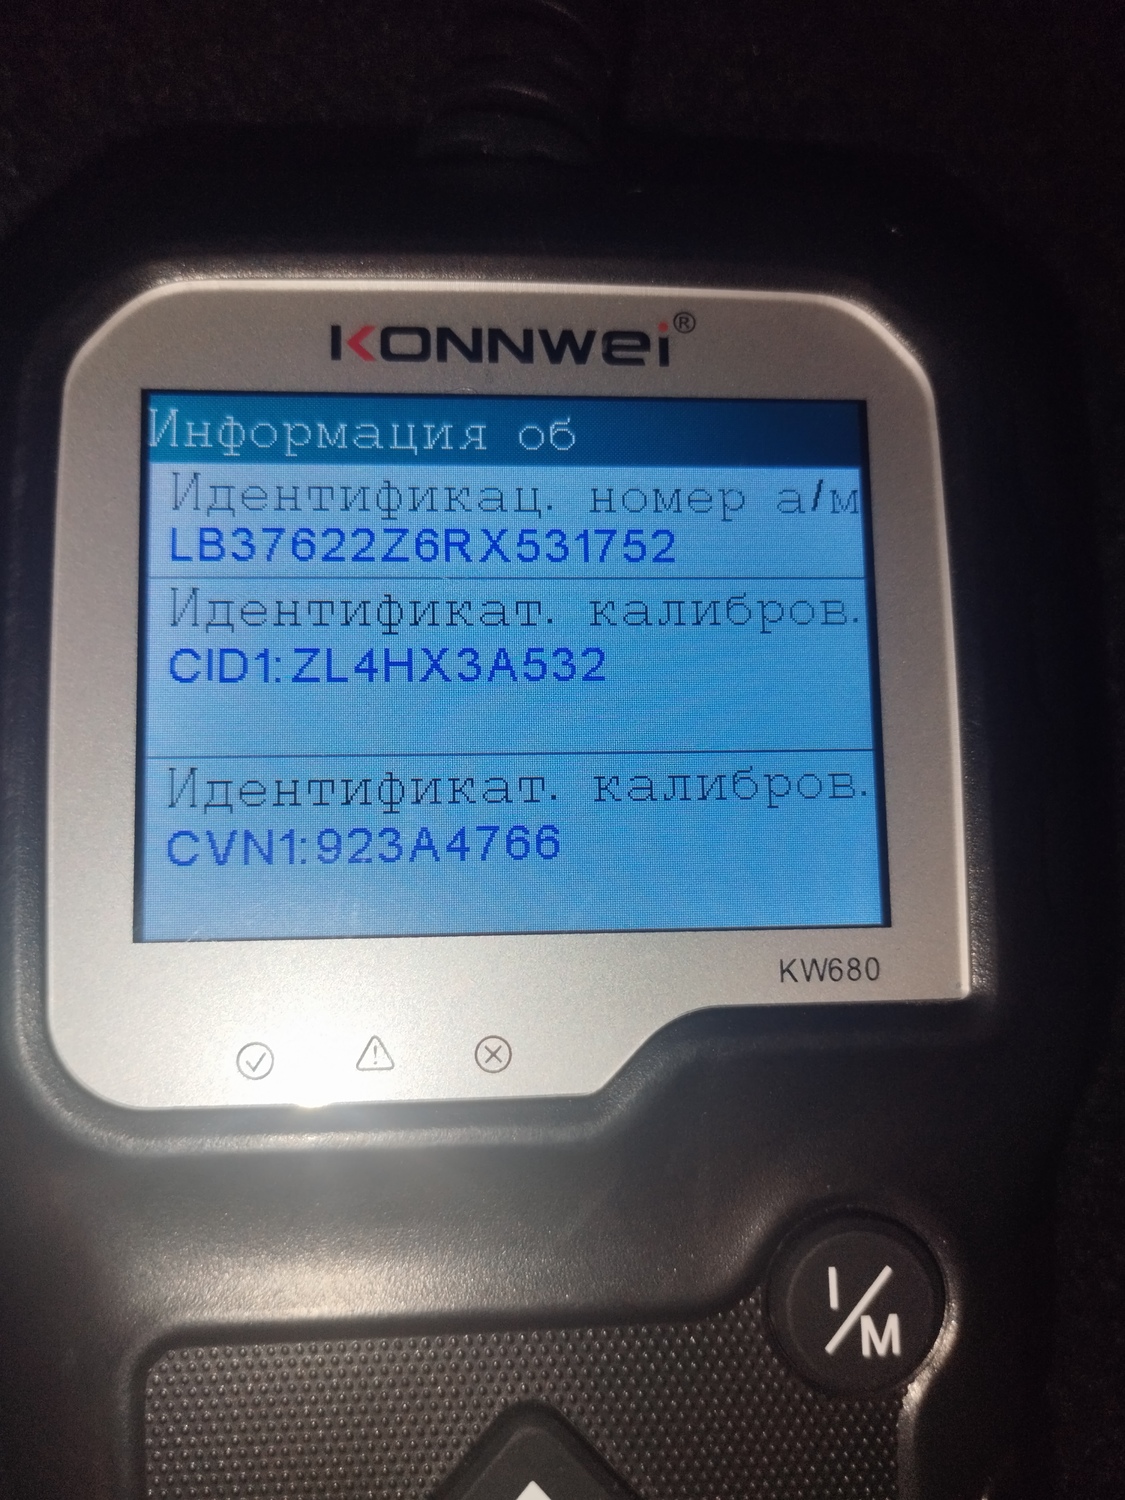 KONNWEI®
Информация об
Идентификац. номер а/м
LB37622Z6RX531752
Идентификат. калибров.
CID1:ZL4HX3A532
Идентификат. калибров.
CVN1:923A4766
KW680
I/M